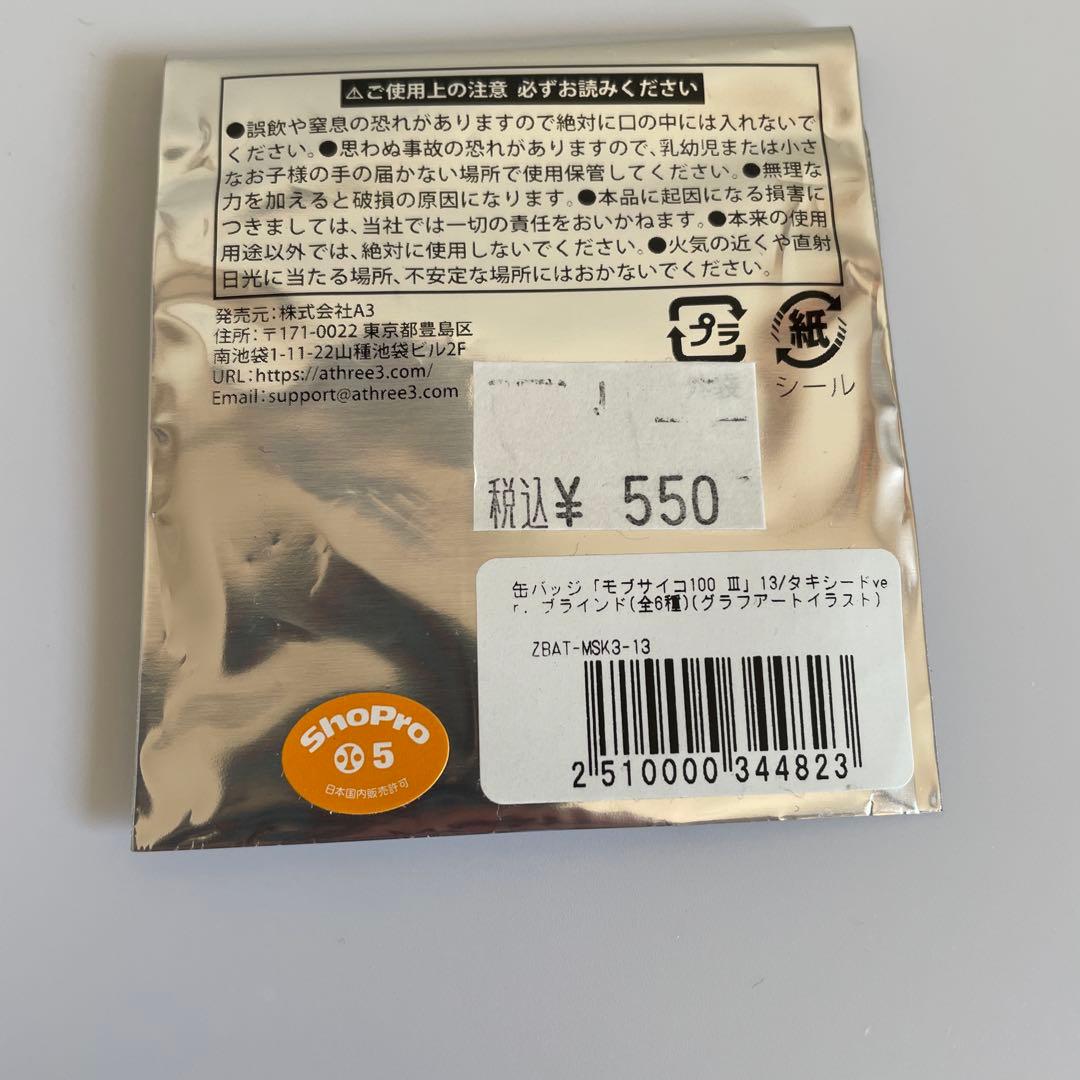 ⚠ご使用上の注意 必ずお読みください
●誤飲や窒息の恐れがありますので絶対に口の中には入れないで
ください。●思わぬ事故の恐れがありますので、乳幼児または小さ
なお子様の手の届かない場所で使用保管してください。●無理な
力を加えると破損の原因になります。●本品に起因になる損害に
つきましては、当社では一切の責任をおいかねます。●本来の使用
用途以外では、絶対に使用しないでください。●火気の近くや直射
日光に当たる場所、不安定な場所にはおかないでください。
発売元：株式会社A3
住所：〒171-0022 東京都豊島区
南池袋1-11-22山種池袋ビル2F
URL：https://athree3.com/
Email：support@athree3.com
プラ
紙
シール
税込¥ 550
缶バッジ「モブサイコ100 Ⅲ」13/タキシードve
r. ブラインド(全6種)(グラフアートイラスト)
ZBAT-MSK3-13
2 510000 344823
ShoPro
5
日本国内販売許可